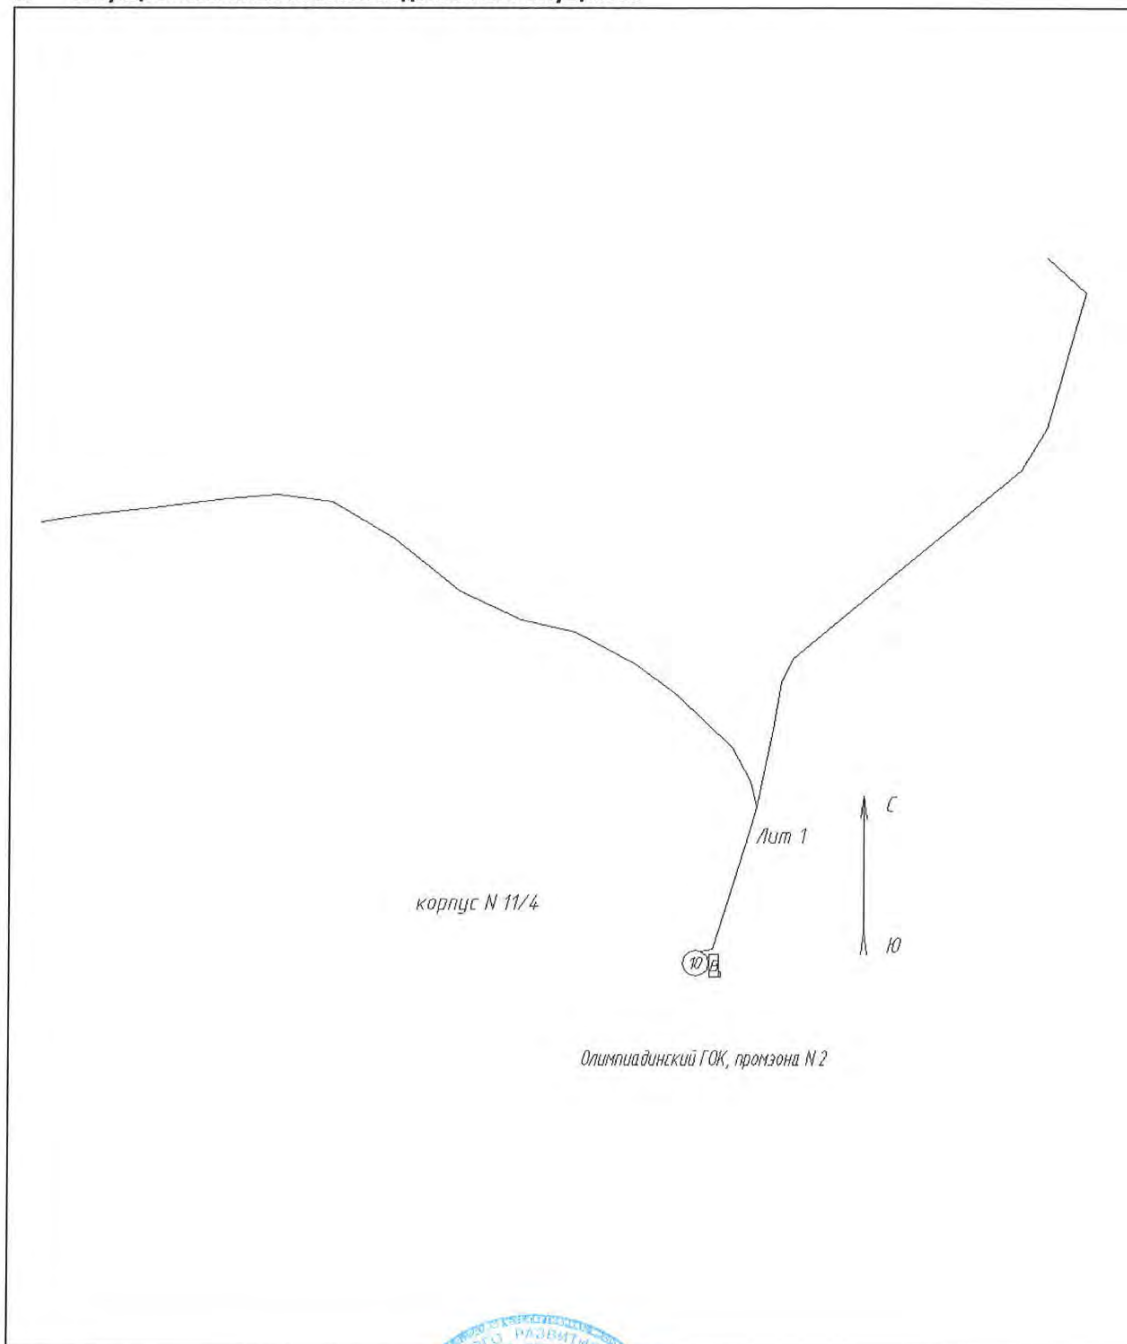 С
Лит 1
корпус N 11/4
Ю
10
Олимпиадинский ГОК, промзона N 2
РАЗВИТИ